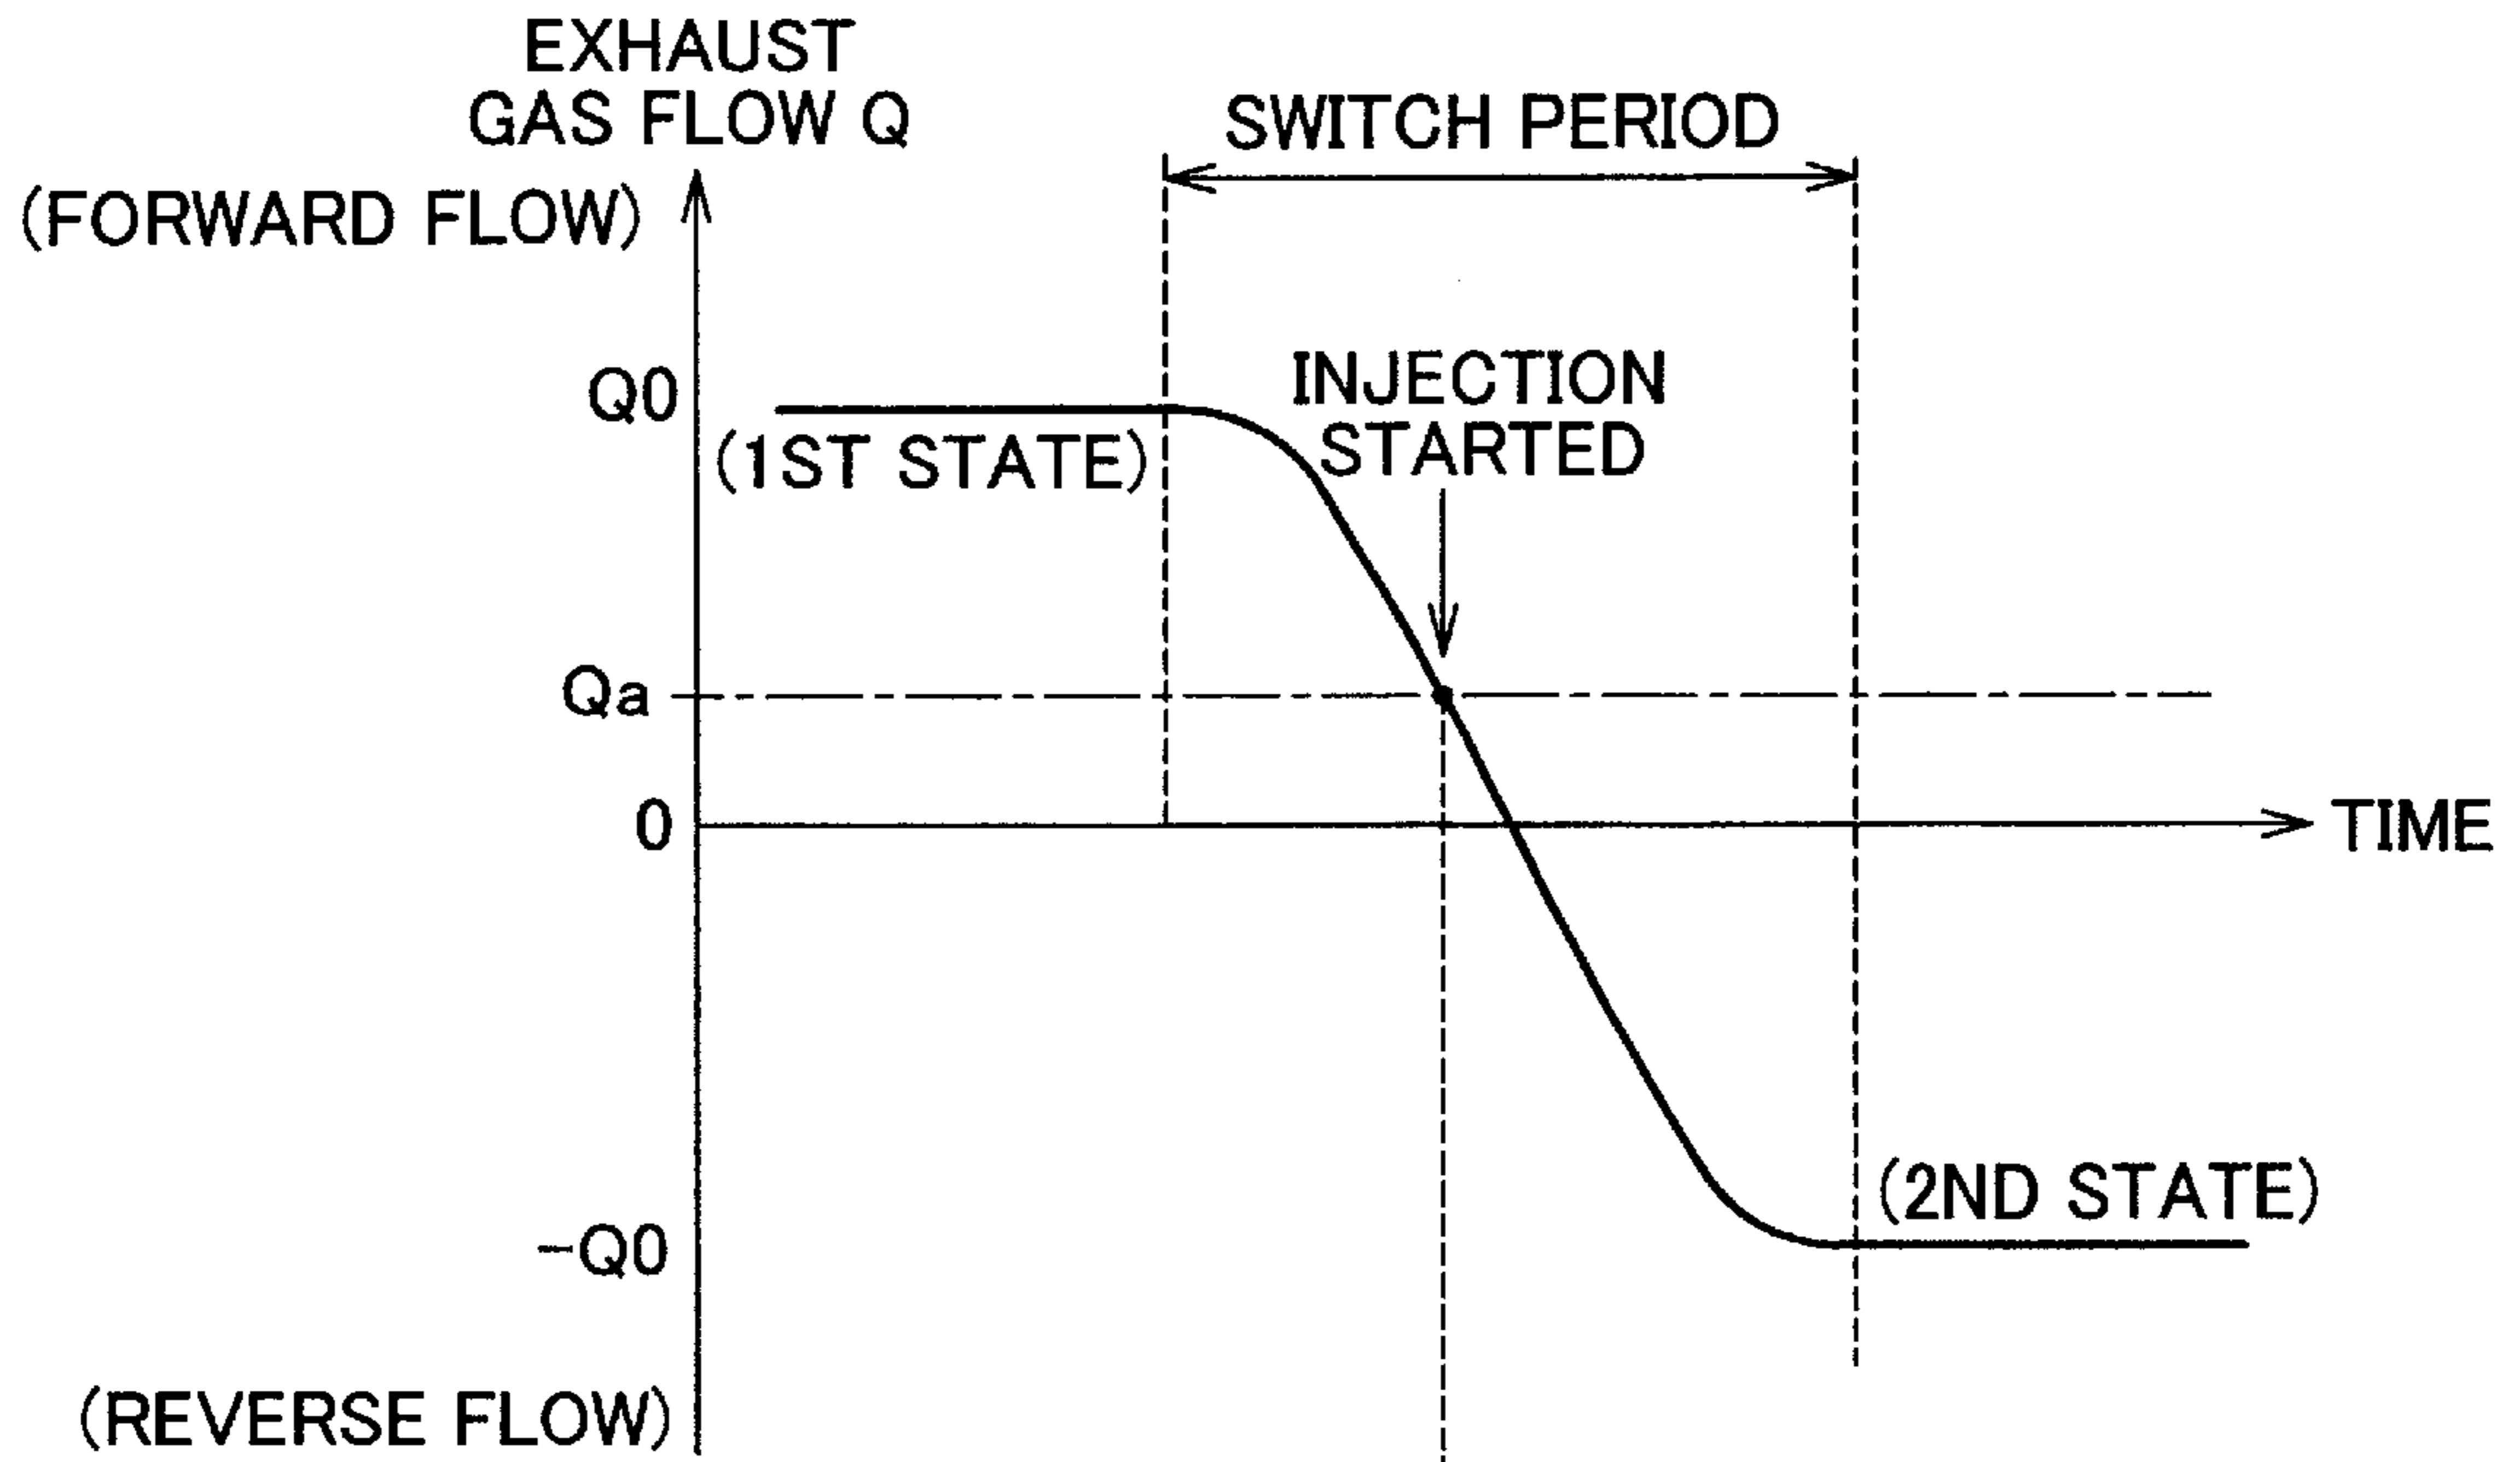 EXHAUST
GAS FLOW Q
SWITCH PERIOD
(FORWARD FLOW)
INJECTION
STARTED
Q0
(1ST STATE)
Qa
0
TIME
(2ND STATE)
-Q0
(REVERSE FLOW)